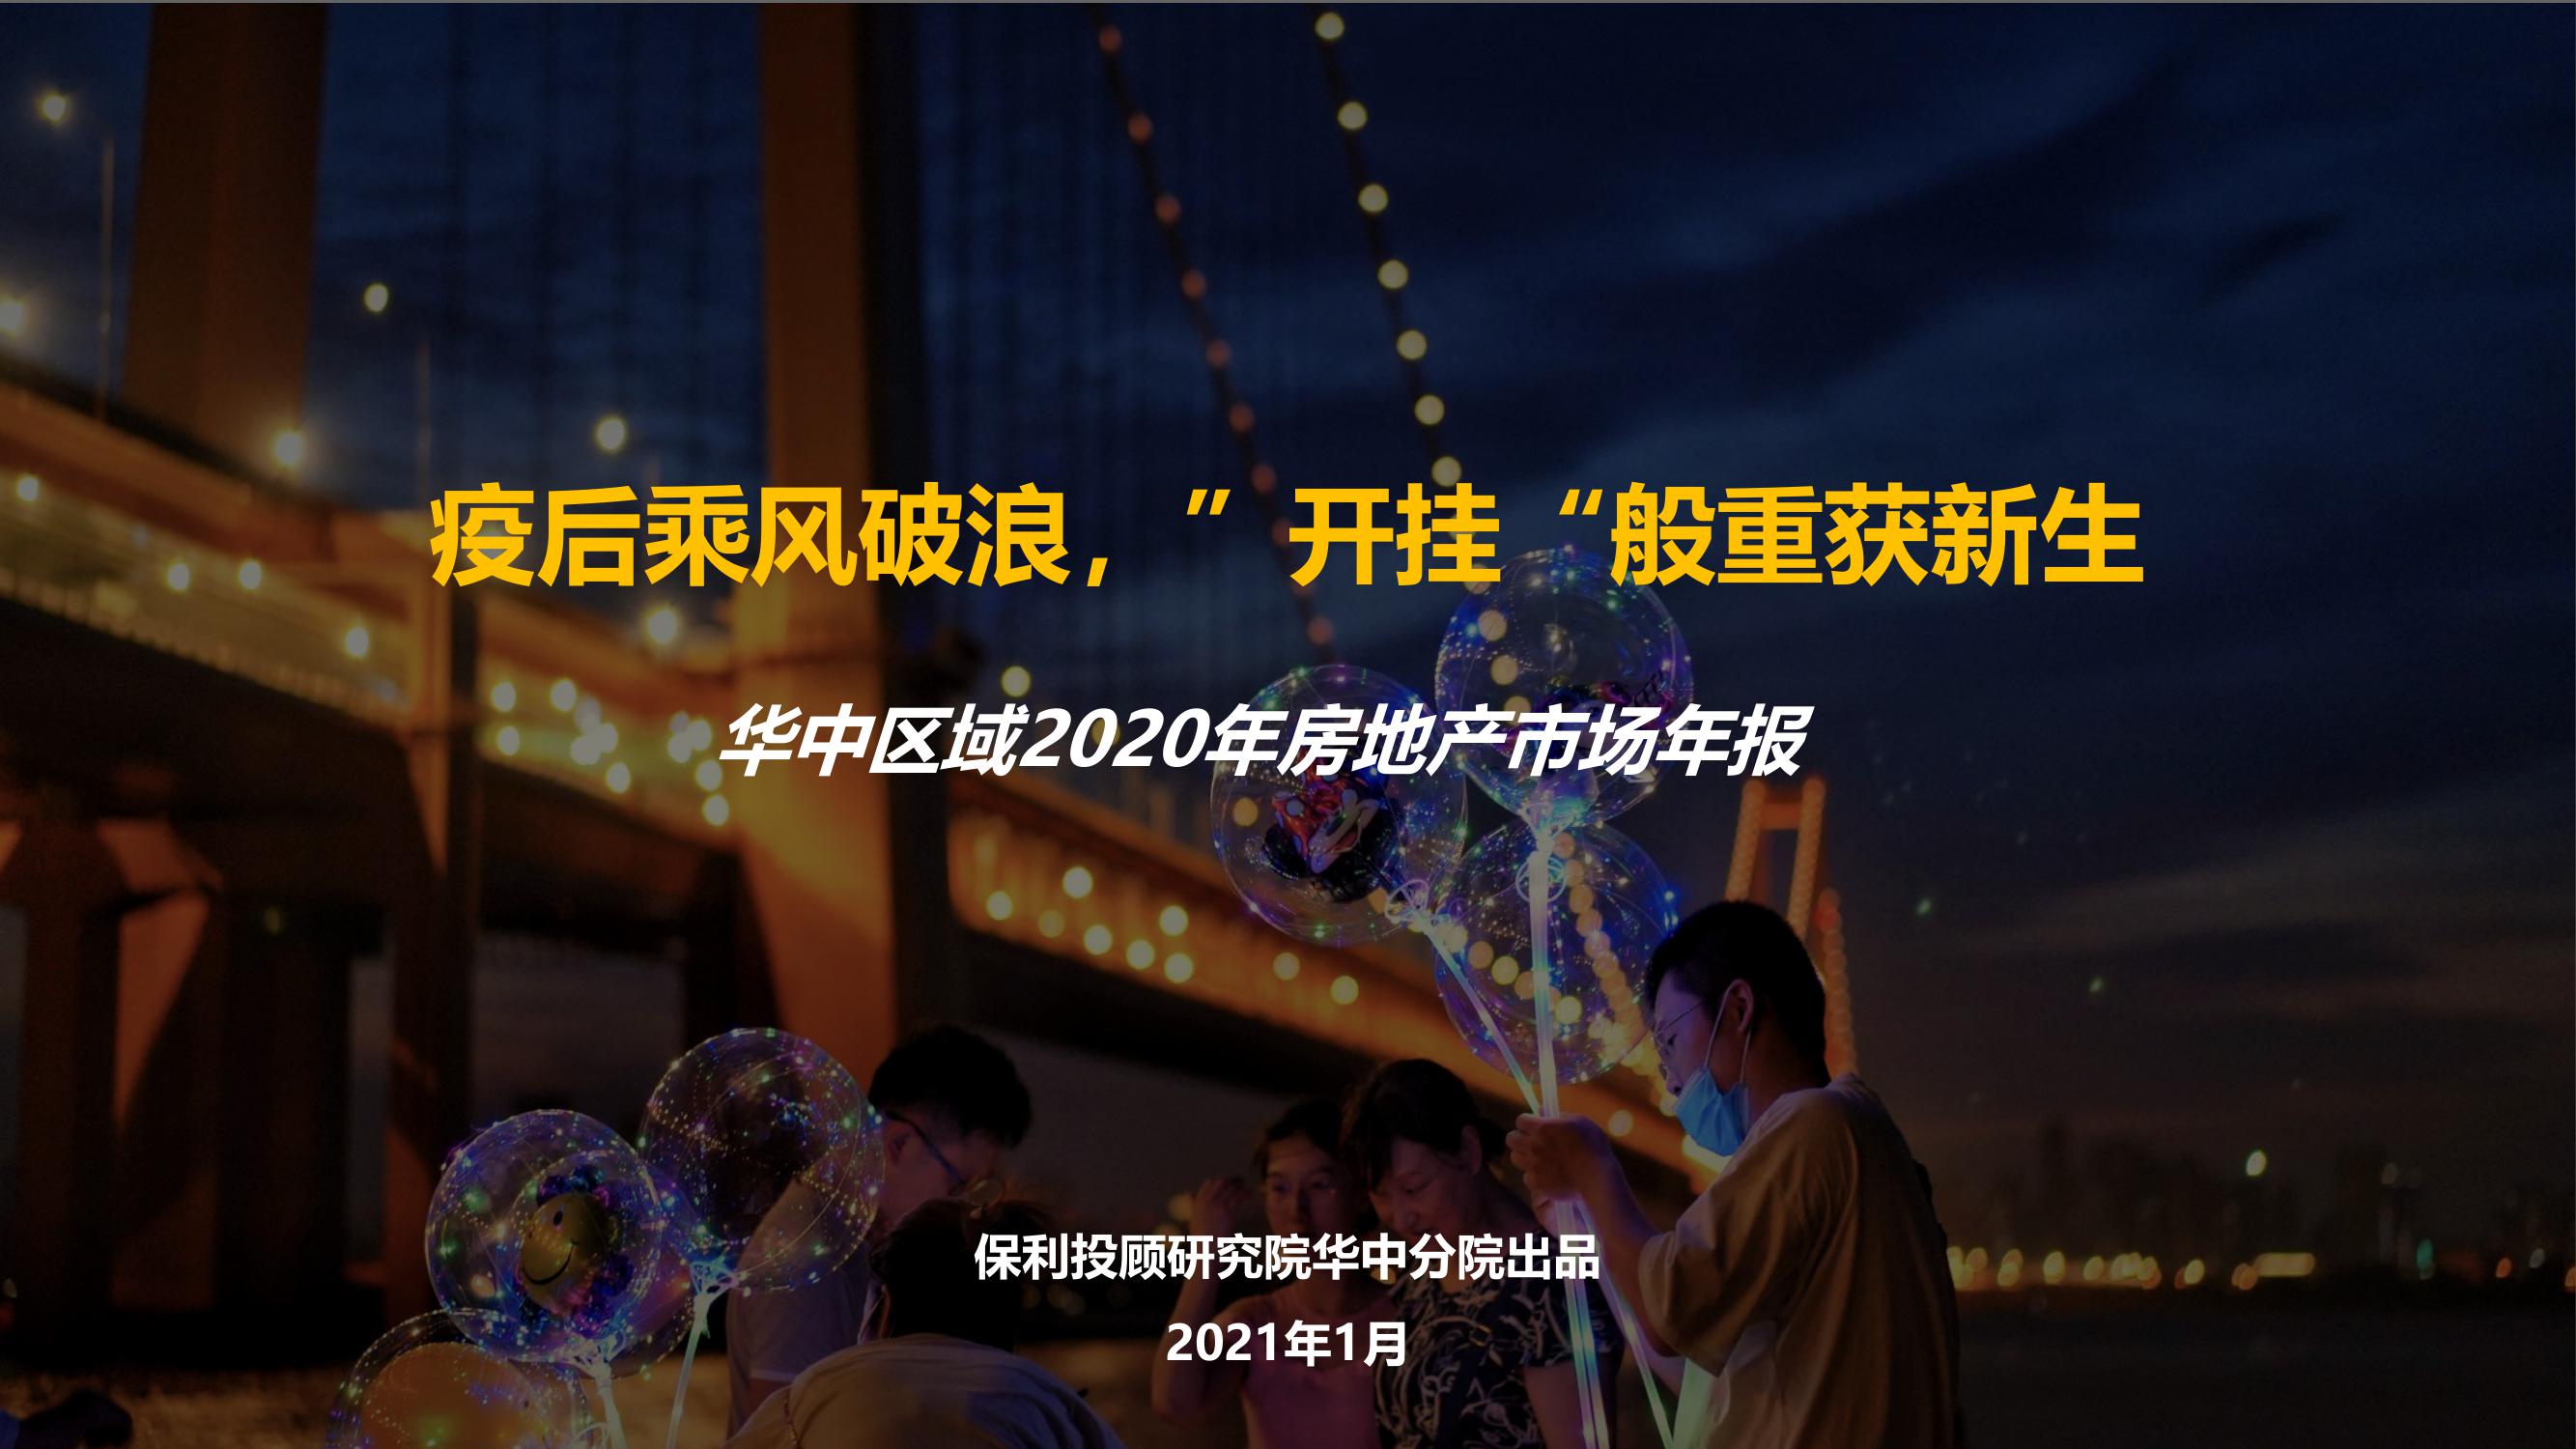 疫后乘风破浪，”开挂“般重获新生
华中区域2020年房地产市场年报
保利投顾研究院华中分院出品
2021年1月